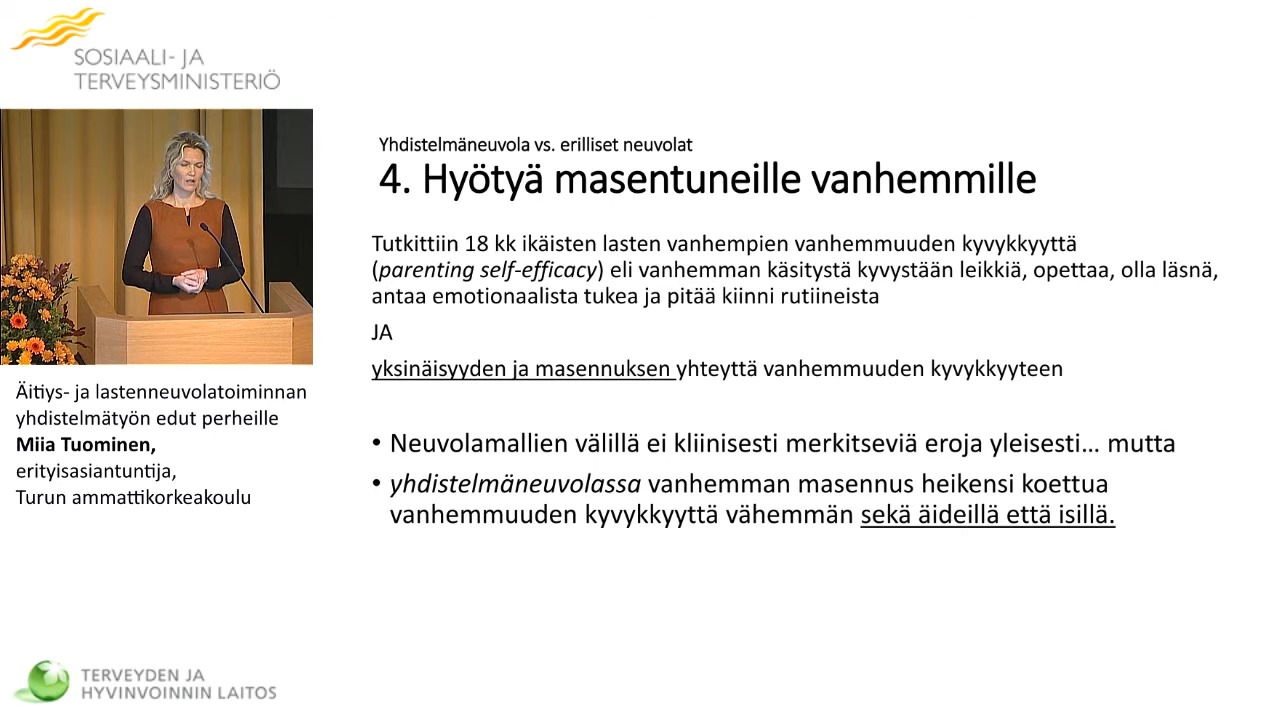 SOSIAALI- JA
TERVEYSMINISTERIÖ
Yhdistelmäneuvola vs. erilliset neuvolat
4. Hyötyä masentuneille vanhemmille
Tutkittiin 18 kk ikäisten lasten vanhempien vanhemmuuden kyvykkyyttä
(parenting self-efficacy) eli vanhemman käsitystä kyvystään leikkiä, opettaa, olla läsnä,
antaa emotionaalista tukea ja pitää kiinni rutiineista
JA
yksinäisyyden ja masennuksen yhteyttä vanhemmuuden kyvykkyyteen
• Neuvolamallien välillä ei kliinisesti merkitseviä eroja yleisesti... mutta
• yhdistelmäneuvolassa vanhemman masennus heikensi koettua
vanhemmuuden kyvykkyyttä vähemmän sekä äideillä että isillä.
Äitiys- ja lastenneuvolatoiminnan
yhdistelmätyön edut perheille
Miia Tuominen,
erityisasiantuntija,
Turun ammattikorkeakoulu
TERVEYDEN JA
HYVINVOINNIN LAITOS